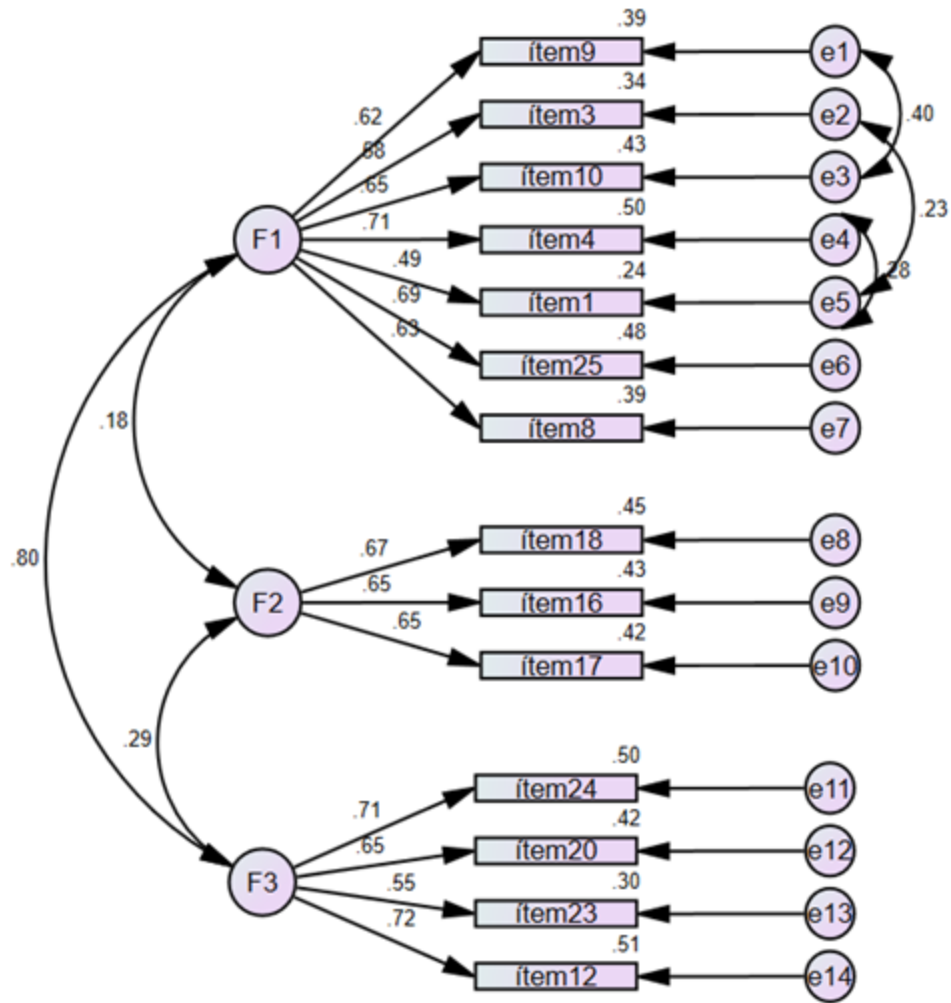 .39
ítem9
e1
.62
.34
ítem3
e2
.40
.58
.43
ítem10
e3
.65
.50
ítem4
e4
.23
F1
.71
.24
ítem1
e5
.28
.49
.48
ítem25
e6
.69
.39
ítem8
e7
.63
.18
.80
.45
ítem18
e8
.67
.43
ítem16
e9
F2
.65
.42
ítem17
e10
.65
.29
.50
ítem24
e11
.71
.42
ítem20
e12
.65
.30
ítem23
e13
F3
.55
.51
ítem12
e14
.72